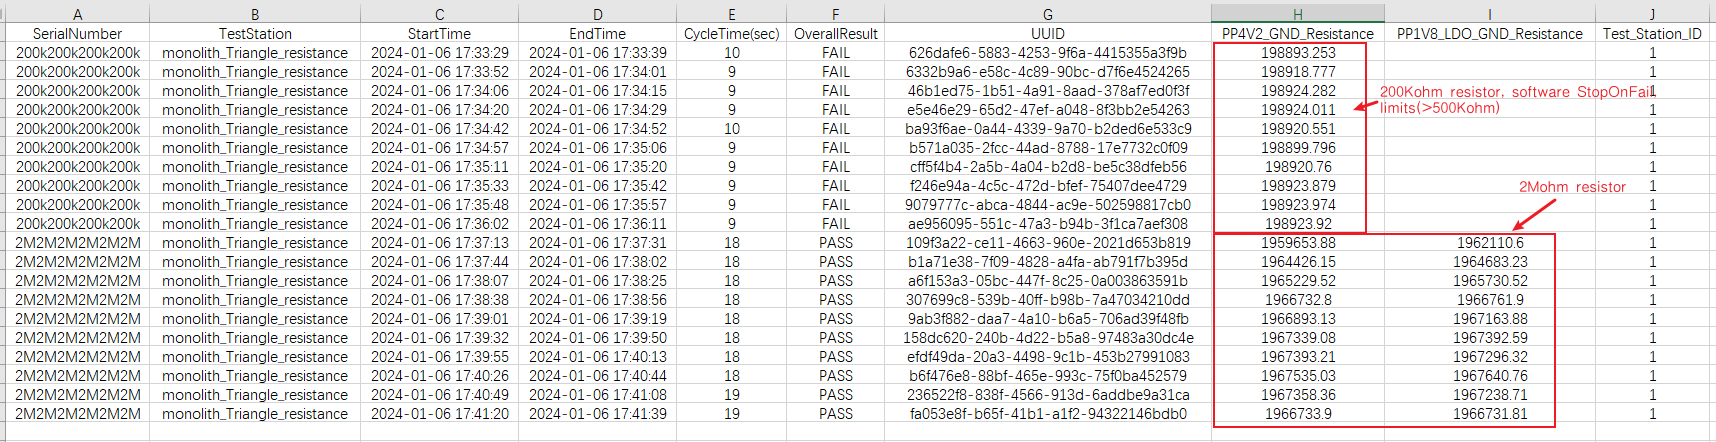 A B C D E F G H I J
SerialNumber TestStation StartTime EndTime CycleTime(sec) OverallResult UUID PP4V2_GND_Resistance PP1V8_LDO_GND_Resistance Test_Station_ID
200k200k200k200k monolith_Triangle_resistance 2024-01-06 17:33:29 2024-01-06 17:33:39 10 FAIL 626dafe6-5883-4253-9f6a-4415355a3f9b 198893.253 1
200k200k200k200k monolith_Triangle_resistance 2024-01-06 17:33:52 2024-01-06 17:34:01 9 FAIL 6332b9a6-e58c-4c89-90bc-d7f6e4524265 198918.777 1
200k200k200k200k monolith_Triangle_resistance 2024-01-06 17:34:06 2024-01-06 17:34:15 9 FAIL 46b1ed75-1b51-4a91-8aad-378af7ed0f3f 198924.282 1
200Kohm resistor, software StopOnFail
200k200k200k200k monolith_Triangle_resistance 2024-01-06 17:34:20 2024-01-06 17:34:29 9 FAIL e5e46e29-65d2-47ef-a048-8f3bb2e54263 198924.011 1
limits(>500Kohm)
200k200k200k200k monolith_Triangle_resistance 2024-01-06 17:34:42 2024-01-06 17:34:52 10 FAIL ba93f6ae-0a44-4339-9a70-b2ded6e533c9 198920.551 1
200k200k200k200k monolith_Triangle_resistance 2024-01-06 17:34:57 2024-01-06 17:35:06 9 FAIL b571a035-2fcc-44ad-8788-17e7732c0f09 198899.796 1
200k200k200k200k monolith_Triangle_resistance 2024-01-06 17:35:11 2024-01-06 17:35:20 9 FAIL cff5f4b4-2a5b-4a04-b2d8-be5c38dfeb56 198920.76 1
200k200k200k200k monolith_Triangle_resistance 2024-01-06 17:35:33 2024-01-06 17:35:42 9 FAIL f246e94a-4c5c-472d-bfef-75407dee4729 198923.879 1
2Mohm resistor
200k200k200k200k monolith_Triangle_resistance 2024-01-06 17:35:48 2024-01-06 17:35:57 9 FAIL 9079777c-abca-4844-ac9e-502598817cb0 198923.974 1
200k200k200k200k monolith_Triangle_resistance 2024-01-06 17:36:02 2024-01-06 17:36:11 9 FAIL ae956095-551c-47a3-b94b-3f1ca7aef308 198923.92 1
2M2M2M2M2M2M monolith_Triangle_resistance 2024-01-06 17:37:13 2024-01-06 17:37:31 18 PASS 109f3a22-ce11-4663-960e-2021d653b819 1959653.88 1962110.6 1
2M2M2M2M2M2M monolith_Triangle_resistance 2024-01-06 17:37:44 2024-01-06 17:38:02 18 PASS b1a71e38-7f09-4828-a4fa-ab791f7b395d 1964426.15 1964683.23 1
2M2M2M2M2M2M monolith_Triangle_resistance 2024-01-06 17:38:07 2024-01-06 17:38:25 18 PASS a6f153a3-05bc-447f-8c25-0a003863591b 1965229.52 1965730.52 1
2M2M2M2M2M2M monolith_Triangle_resistance 2024-01-06 17:38:38 2024-01-06 17:38:56 18 PASS 307699c8-539b-40ff-b98b-7a47034210dd 1966732.8 1966761.9 1
2M2M2M2M2M2M monolith_Triangle_resistance 2024-01-06 17:39:01 2024-01-06 17:39:19 18 PASS 9ab3f882-daa7-4a10-b6a5-706ad39f48fb 1966893.13 1967163.88 1
2M2M2M2M2M2M monolith_Triangle_resistance 2024-01-06 17:39:32 2024-01-06 17:39:50 18 PASS 158dc620-240b-4d22-b5a8-97483a30dc4e 1967339.08 1967392.59 1
2M2M2M2M2M2M monolith_Triangle_resistance 2024-01-06 17:39:55 2024-01-06 17:40:13 18 PASS efdf49da-20a3-4498-9c1b-453b27991083 1967393.21 1967296.32 1
2M2M2M2M2M2M monolith_Triangle_resistance 2024-01-06 17:40:26 2024-01-06 17:40:44 18 PASS b6f476e8-88bf-465e-993c-75f0ba452579 1967535.03 1967640.76 1
2M2M2M2M2M2M monolith_Triangle_resistance 2024-01-06 17:40:49 2024-01-06 17:41:08 19 PASS 236522f8-838f-4566-913d-6addbe9a31ca 1967358.36 1967238.71 1
2M2M2M2M2M2M monolith_Triangle_resistance 2024-01-06 17:41:20 2024-01-06 17:41:39 19 PASS fa053e8f-b65f-41b1-a1f2-94322146bdb0 1966733.9 1966731.81 1